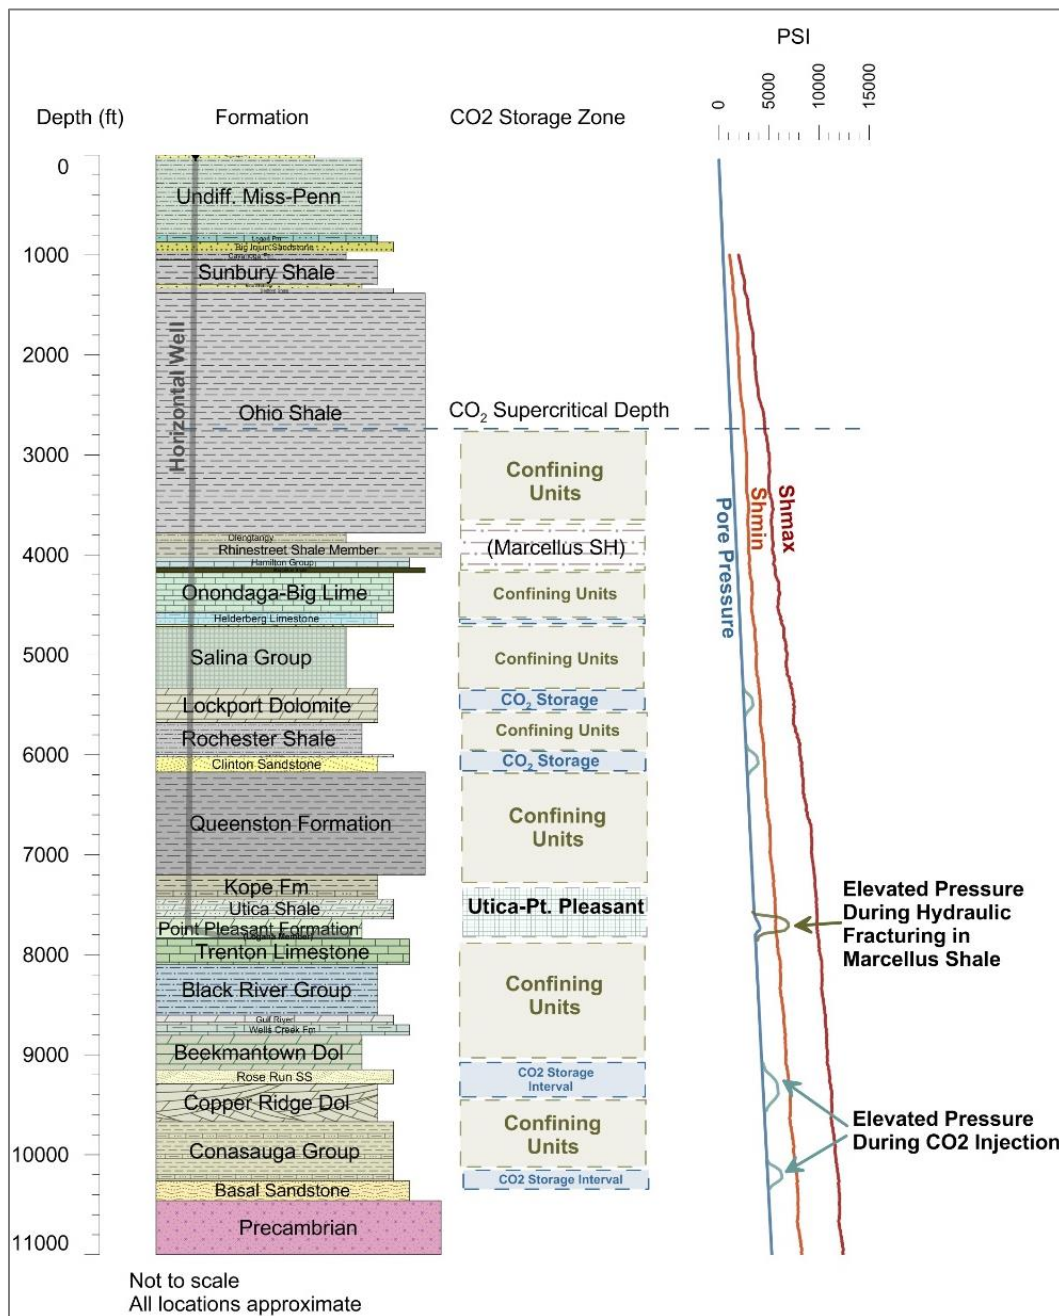 PSI
0
5000
10000
15000
Depth (ft)
Formation
CO2 Storage Zone
0
1000
2000
3000
4000
5000
6000
7000
8000
9000
10000
11000
Horizontal Well
Undiff. Miss-Penn
Sandstone
Sunbury Shale
Ohio Shale
Olengtangy
Rhinestreet Shale Member
Hamilton Group
Onondaga-Big Lime
Helderberg Limestone
Salina Group
Lockport Dolomite
Rochester Shale
Clinton Sandstone
Queenston Formation
Kope Fm
Utica Shale
Point Pleasant Formation
Trenton Limestone
Black River Group
Gull River
Wells Creek Fm
Beekmantown Dol
Rose Run SS
Copper Ridge Dol
Conasauga Group
Basal Sandstone
Precambrian
CO₂ Supercritical Depth
Confining
Units
(Marcellus SH)
Confining Units
Confining Units
CO₂ Storage
Confining Units
CO₂ Storage
Confining
Units
Utica-Pt. Pleasant
Confining
Units
CO2 Storage
Interval
Confining
Units
CO2 Storage Interval
Pore Pressure
Shmin
Shmax
Elevated Pressure
During Hydraulic
Fracturing in
Marcellus Shale
Elevated Pressure
During CO2 Injection
Not to scale
All locations approximate